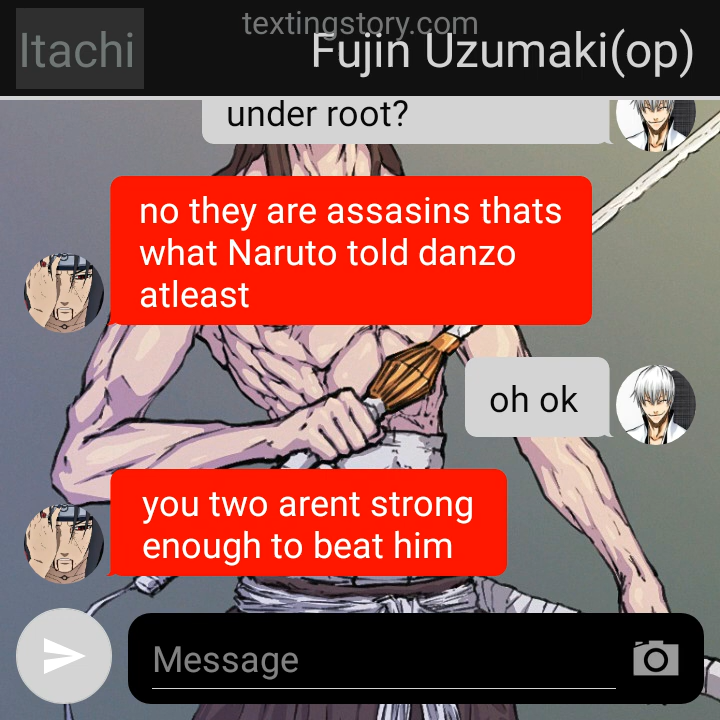 textingstory.com
Itachi
Fujin Uzumaki(op)
under root?
no they are assasins thats
what Naruto told danzo
atleast
oh ok
you two arent strong
enough to beat him
Message